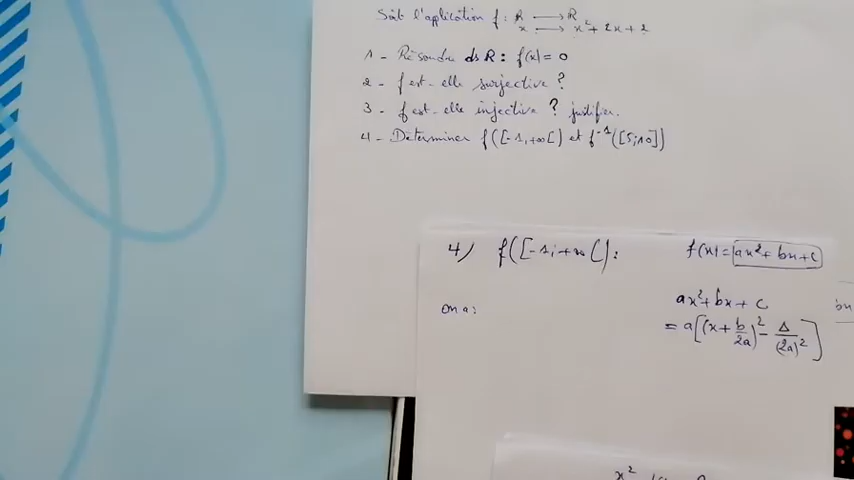 Soit l'application f: R → R
x → x² + 2x + 2
1 - Résoudre ds R: f(x) = 0
2 - f est-elle surjective ?
3 - f est-elle injective ? justifier.
4 - Déterminer f([-1;+∞[) et f⁻¹([5;10])
4) f([-1;+∞[): f(x) = ax² + bx + c
on a: ax² + bx + c
= a[(x + b/2a)² - Δ/(2a)²]
x²